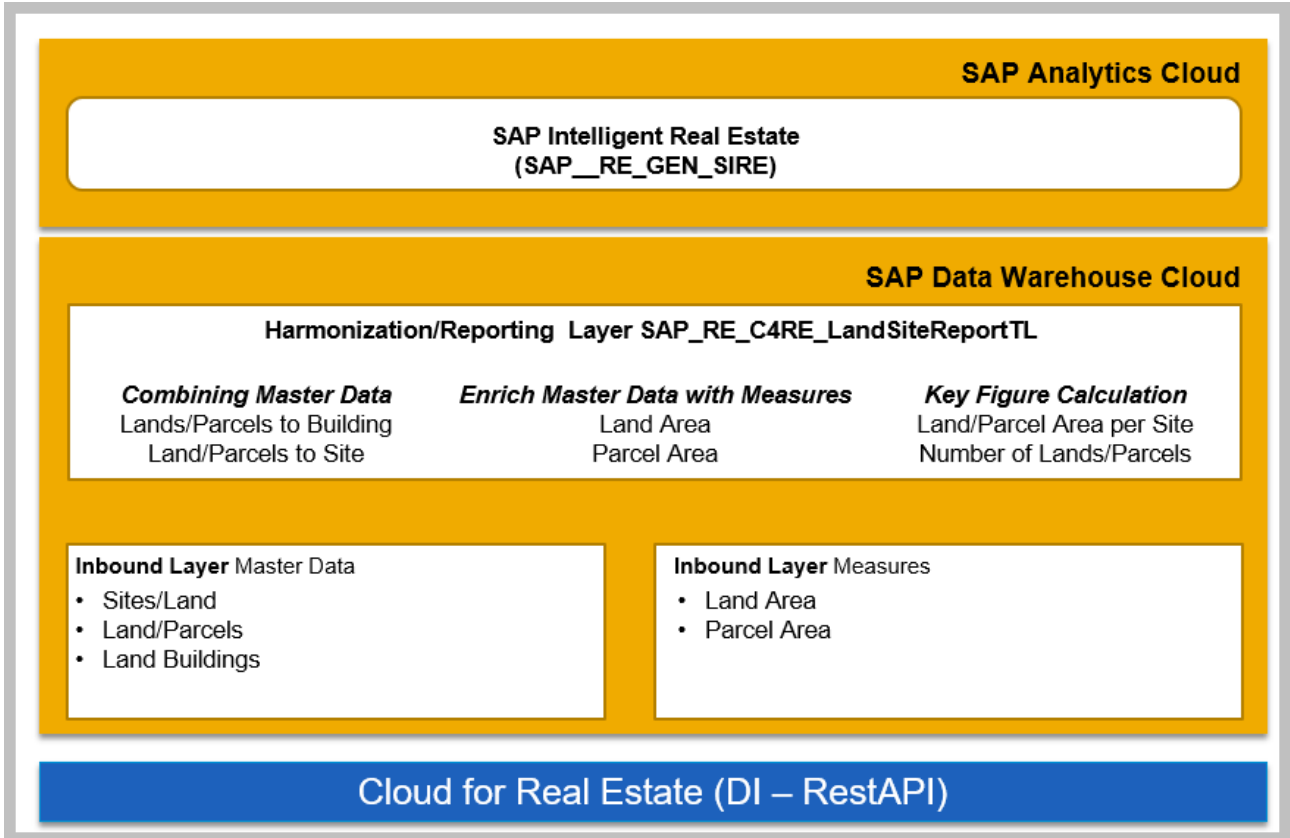 SAP Analytics Cloud
SAP Intelligent Real Estate
(SAP__RE_GEN_SIRE)
SAP Data Warehouse Cloud
Harmonization/Reporting Layer SAP_RE_C4RE_LandSiteReportTL
Combining Master Data
Lands/Parcels to Building
Land/Parcels to Site
Enrich Master Data with Measures
Land Area
Parcel Area
Key Figure Calculation
Land/Parcel Area per Site
Number of Lands/Parcels
Inbound Layer Master Data
• Sites/Land
• Land/Parcels
• Land Buildings
Inbound Layer Measures
• Land Area
• Parcel Area
Cloud for Real Estate (DI – RestAPI)